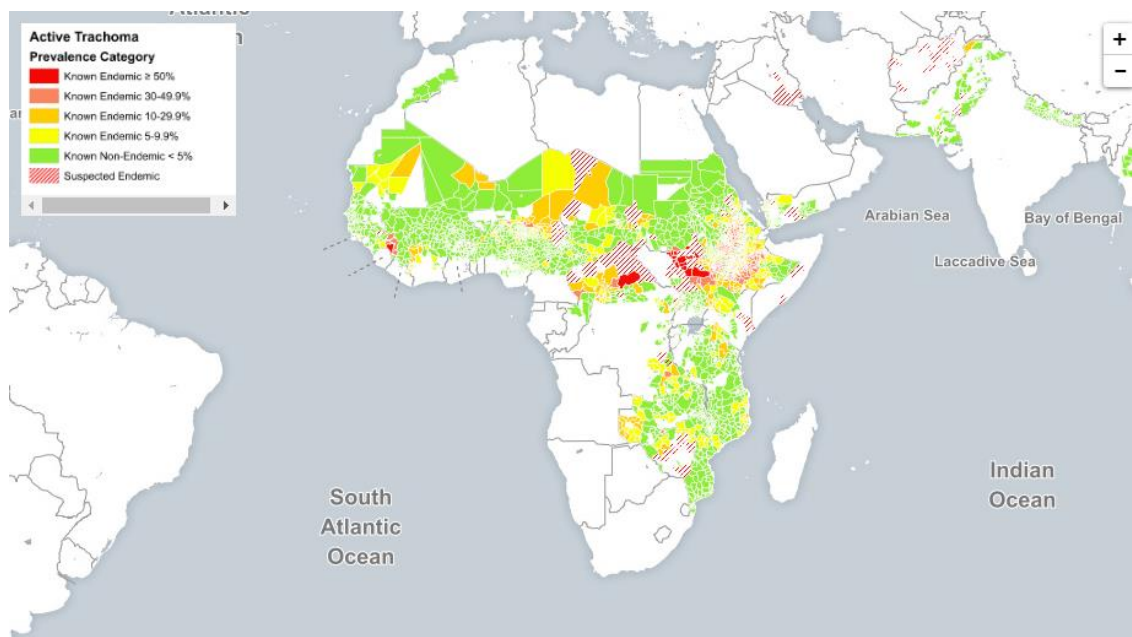 Atlantic
Active Trachoma
Prevalence Category
Known Endemic ≥ 50%
Known Endemic 30-49.9%
Known Endemic 10-29.9%
Known Endemic 5-9.9%
Known Non-Endemic < 5%
Suspected Endemic
+
−
Arabian Sea
Bay of Bengal
Laccadive Sea
South
Atlantic
Ocean
Indian
Ocean